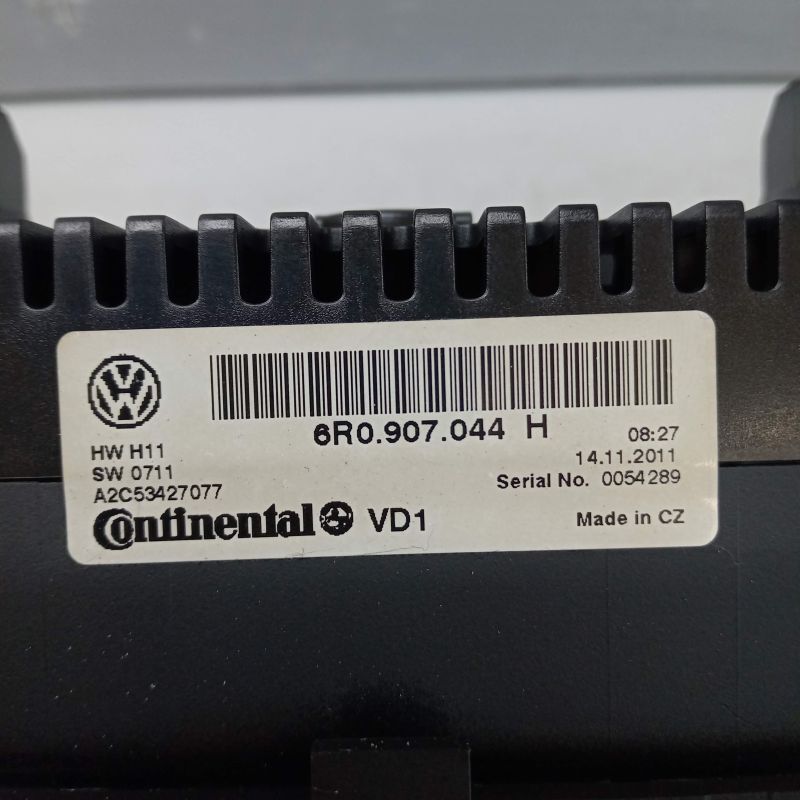 6R0.907.044 H
HW H11
08:27
SW 0711
14.11.2011
A2C53427077
Serial No. 0054289
Continental VD1
Made in CZ